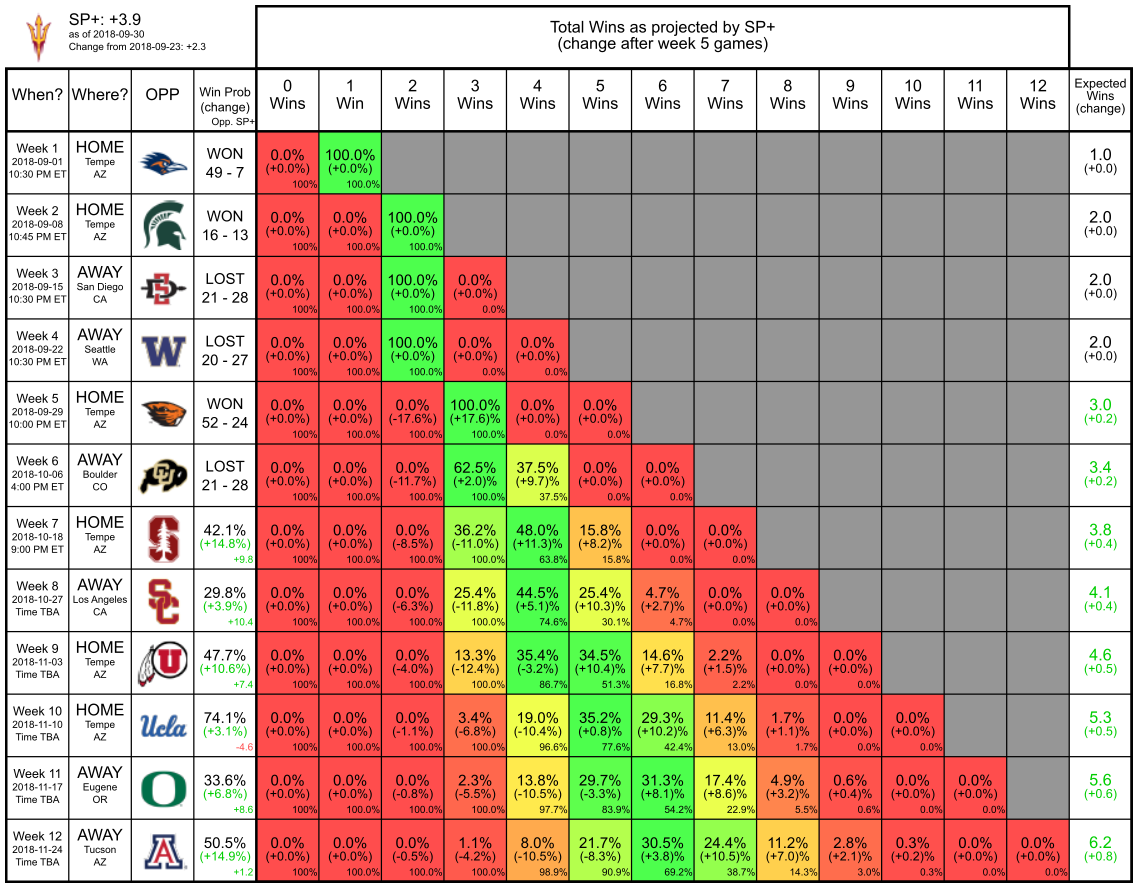 SP+: +3.9
as of 2018-09-30
Change from 2018-09-23: +2.3
Total Wins as projected by SP+
(change after week 5 games)
When? Where? OPP Win Prob (change) Opp. SP+ 0 Wins 1 Win 2 Wins 3 Wins 4 Wins 5 Wins 6 Wins 7 Wins 8 Wins 9 Wins 10 Wins 11 Wins 12 Wins Expected Wins (change)
Week 1 HOME WON 0.0% 100.0% 1.0
2018-09-01 Tempe (+0.0%) (+0.0%) (+0.0)
10:30 PM ET AZ 49 - 7 100% 100.0%
Week 2 HOME WON 0.0% 0.0% 100.0% 2.0
2018-09-08 Tempe (+0.0%) (+0.0%) (+0.0%) (+0.0)
10:45 PM ET AZ 16 - 13 100% 100.0% 100.0%
Week 3 AWAY SD LOST 0.0% 0.0% 100.0% 0.0% 2.0
2018-09-15 San Diego (+0.0%) (+0.0%) (+0.0%) (+0.0%) (+0.0)
10:30 PM ET CA 21 - 28 100% 100.0% 100.0% 0.0%
Week 4 AWAY W LOST 0.0% 0.0% 100.0% 0.0% 0.0% 2.0
2018-09-22 Seattle (+0.0%) (+0.0%) (+0.0%) (+0.0%) (+0.0%) (+0.0)
10:30 PM ET WA 20 - 27 100% 100.0% 100.0% 0.0% 0.0%
Week 5 HOME WON 0.0% 0.0% 0.0% 100.0% 0.0% 0.0% 3.0
2018-09-29 Tempe (+0.0%) (+0.0%) (-17.6%) (+17.6)% (+0.0%) (+0.0%) (+0.2)
10:00 PM ET AZ 52 - 24 100% 100.0% 100.0% 100.0% 0.0% 0.0%
Week 6 AWAY CU LOST 0.0% 0.0% 0.0% 62.5% 37.5% 0.0% 0.0% 3.4
2018-10-06 Boulder (+0.0%) (+0.0%) (-11.7%) (+2.0)% (+9.7)% (+0.0%) (+0.0%) (+0.2)
4:00 PM ET CO 21 - 28 100% 100.0% 100.0% 100.0% 37.5% 0.0% 0.0%
Week 7 HOME S 42.1% 0.0% 0.0% 0.0% 36.2% 48.0% 15.8% 0.0% 0.0% 3.8
2018-10-18 Tempe (+14.8%) (+0.0%) (+0.0%) (-8.5%) (-11.0%) (+11.3)% (+8.2)% (+0.0%) (+0.0%) (+0.4)
9:00 PM ET AZ +9.8 100% 100.0% 100.0% 100.0% 63.8% 15.8% 0.0% 0.0%
Week 8 AWAY SC 29.8% 0.0% 0.0% 0.0% 25.4% 44.5% 25.4% 4.7% 0.0% 0.0% 4.1
2018-10-27 Los Angeles (+3.9%) (+0.0%) (+0.0%) (-6.3%) (-11.8%) (+5.1)% (+10.3)% (+2.7)% (+0.0%) (+0.0%) (+0.4)
Time TBA CA +10.4 100% 100.0% 100.0% 100.0% 74.6% 30.1% 4.7% 0.0% 0.0%
Week 9 HOME U 47.7% 0.0% 0.0% 0.0% 13.3% 35.4% 34.5% 14.6% 2.2% 0.0% 0.0% 4.6
2018-11-03 Tempe (+10.6%) (+0.0%) (+0.0%) (-4.0%) (-12.4%) (-3.2%) (+10.4)% (+7.7)% (+1.5)% (+0.0%) (+0.0%) (+0.5)
Time TBA AZ +7.4 100% 100.0% 100.0% 100.0% 86.7% 51.3% 16.8% 2.2% 0.0% 0.0%
Week 10 HOME Ucla 74.1% 0.0% 0.0% 0.0% 3.4% 19.0% 35.2% 29.3% 11.4% 1.7% 0.0% 0.0% 5.3
2018-11-10 Tempe (+3.1%) (+0.0%) (+0.0%) (-1.1%) (-6.8%) (-10.4%) (+0.8)% (+10.2)% (+6.3)% (+1.1)% (+0.0%) (+0.0%) (+0.5)
Time TBA AZ -4.6 100% 100.0% 100.0% 100.0% 96.6% 77.6% 42.4% 13.0% 1.7% 0.0% 0.0%
Week 11 AWAY O 33.6% 0.0% 0.0% 0.0% 2.3% 13.8% 29.7% 31.3% 17.4% 4.9% 0.6% 0.0% 0.0% 5.6
2018-11-17 Eugene (+6.8%) (+0.0%) (+0.0%) (-0.8%) (-5.5%) (-10.5%) (-3.3%) (+8.1)% (+8.6)% (+3.2)% (+0.4)% (+0.0%) (+0.0%) (+0.6)
Time TBA OR +8.6 100% 100.0% 100.0% 100.0% 97.7% 83.9% 54.2% 22.9% 5.5% 0.6% 0.0% 0.0%
Week 12 AWAY A 50.5% 0.0% 0.0% 0.0% 1.1% 8.0% 21.7% 30.5% 24.4% 11.2% 2.8% 0.3% 0.0% 0.0% 6.2
2018-11-24 Tucson (+14.9%) (+0.0%) (+0.0%) (-0.5%) (-4.2%) (-10.5%) (-8.3%) (+3.8)% (+10.5)% (+7.0)% (+2.1)% (+0.2)% (+0.0%) (+0.0%) (+0.8)
Time TBA AZ +1.2 100% 100.0% 100.0% 100.0% 98.9% 90.9% 69.2% 38.7% 14.3% 3.0% 0.3% 0.0% 0.0%